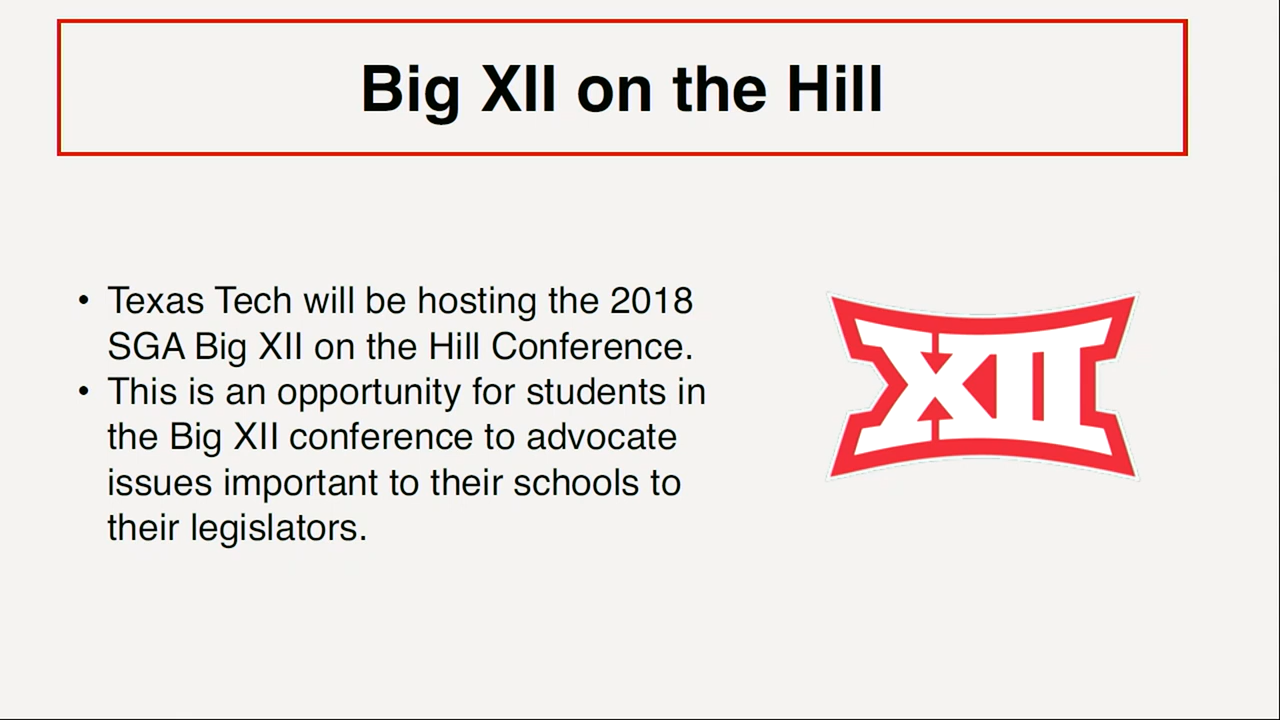 Big XII on the Hill
• Texas Tech will be hosting the 2018
SGA Big XII on the Hill Conference.
• This is an opportunity for students in
the Big XII conference to advocate
issues important to their schools to
their legislators.
XII